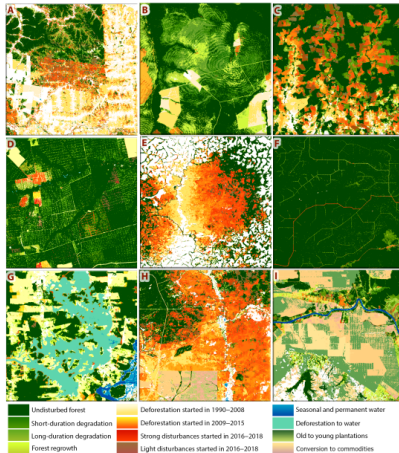 A B C
D E F
G H I
Undisturbed forest Deforestation started in 1990–2008 Seasonal and permanent water
Short-duration degradation Deforestation started in 2009–2015 Deforestation to water
Long-duration degradation Strong disturbances started in 2016–2018 Old to young plantations
Forest regrowth Light disturbances started in 2016–2018 Conversion to commodities